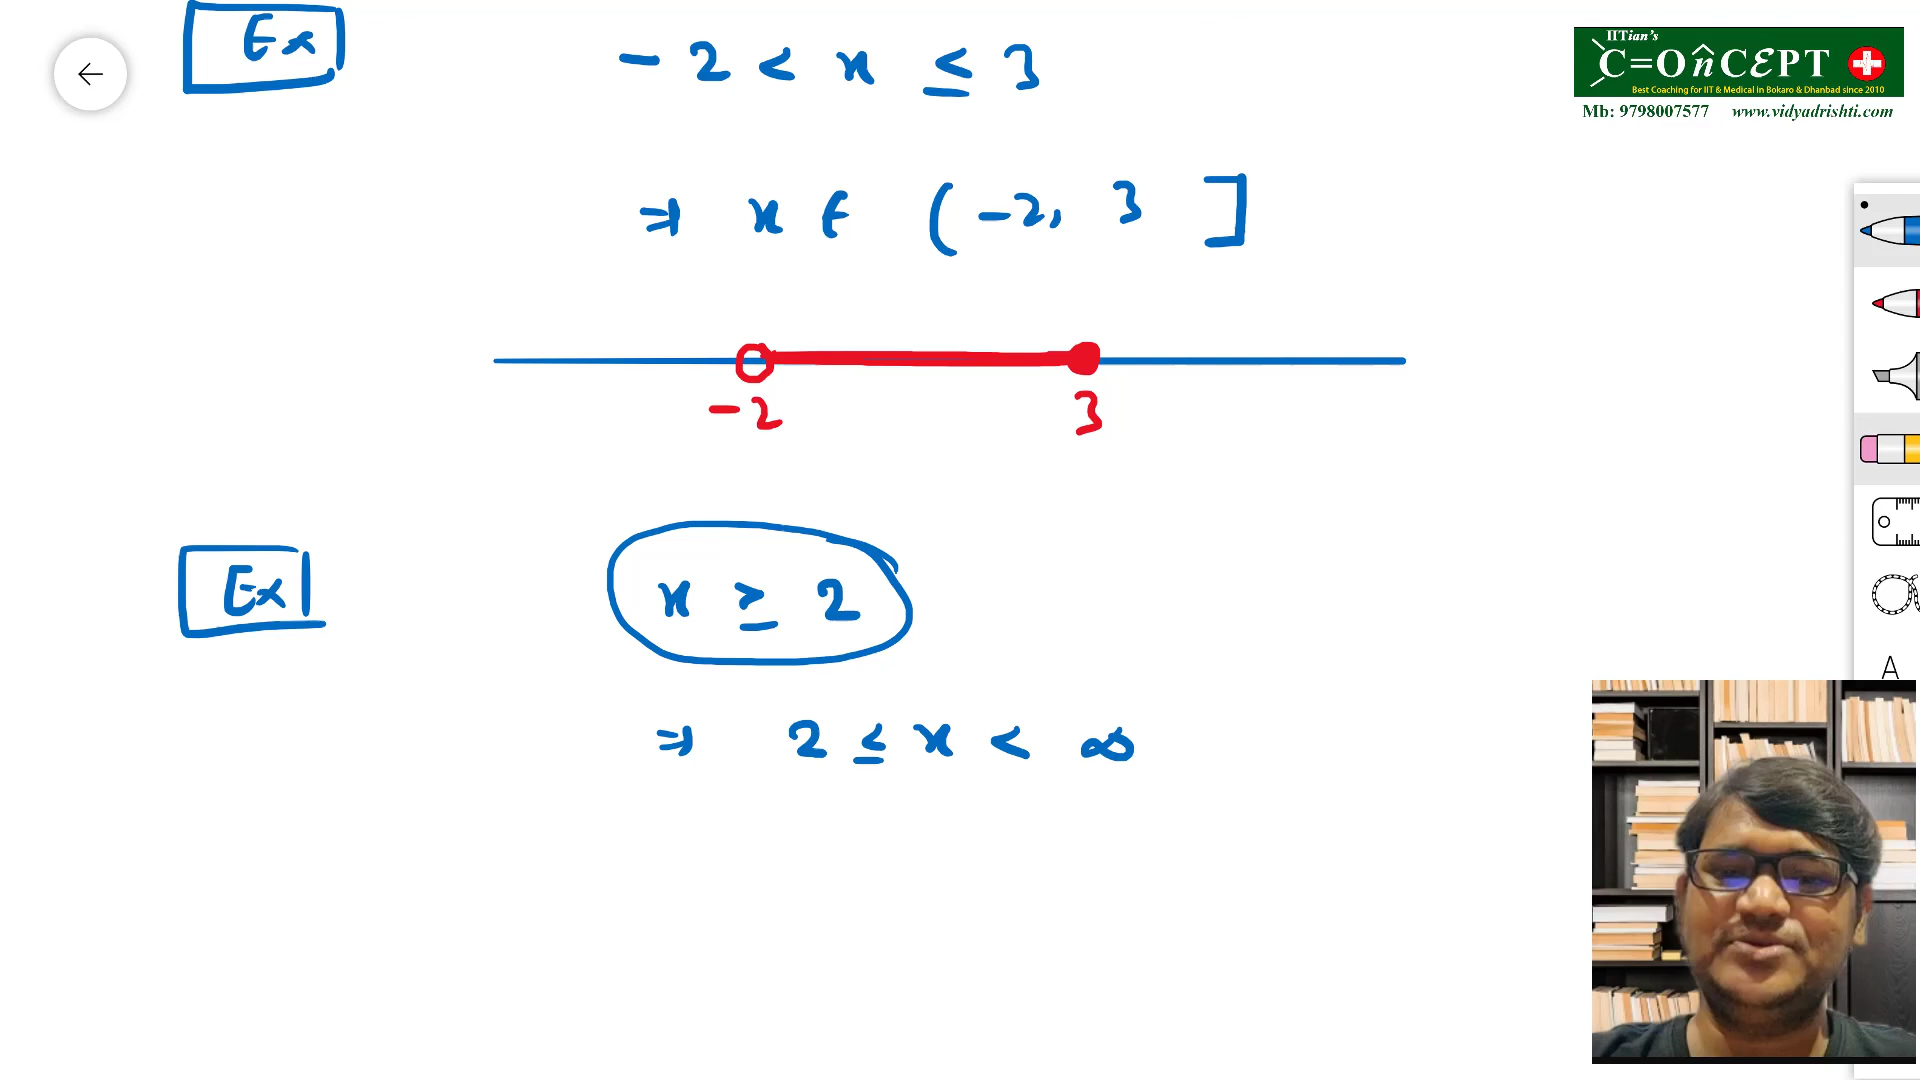 Ex
- 2 < x ≤ 3
IITian's
C=OnCEPT
Best Coaching for IIT & Medical in Bokaro & Dhanbad since 2010
Mb: 9798007577 www.vidyadrishti.com
⇒ x ∈ (-2, 3 ]
-2 3
Ex
x ≥ 2
⇒ 2 ≤ x < ∞
A